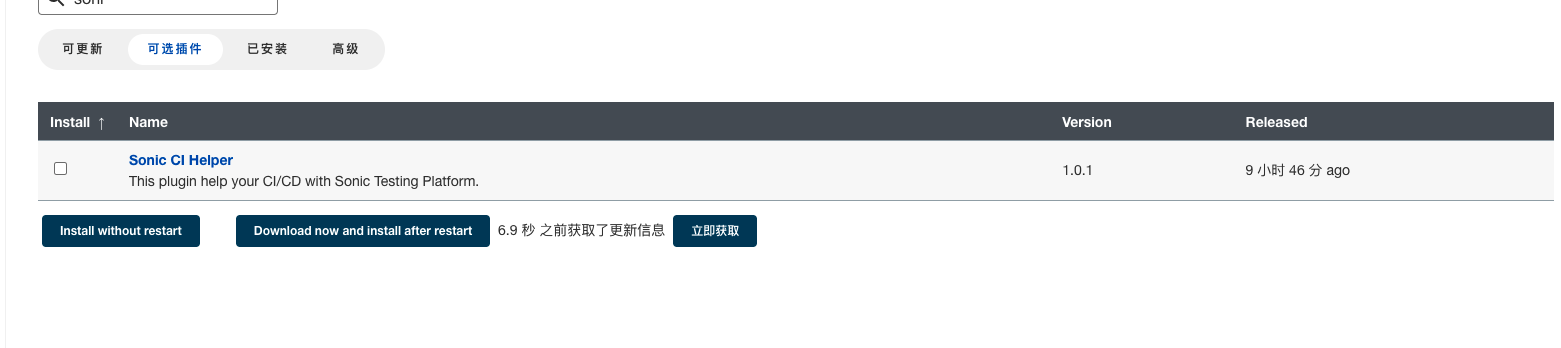 soni
可更新 可选插件 已安装 高级
Install ↑ Name Version Released
Sonic CI Helper
This plugin help your CI/CD with Sonic Testing Platform.
1.0.1 9 小时 46 分 ago
Install without restart Download now and install after restart 6.9 秒 之前获取了更新信息 立即获取